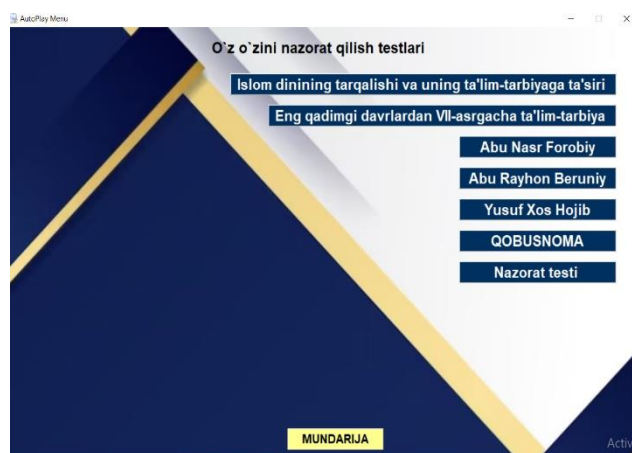 AutoPlay Menu
O`z o`zini nazorat qilish testlari
Islom dinining tarqalishi va uning ta'lim-tarbiyaga ta'siri
Eng qadimgi davrlardan VII-asrgacha ta'lim-tarbiya
Abu Nasr Forobiy
Abu Rayhon Beruniy
Yusuf Xos Hojib
QOBUSNOMA
Nazorat testi
MUNDARIJA
Activ